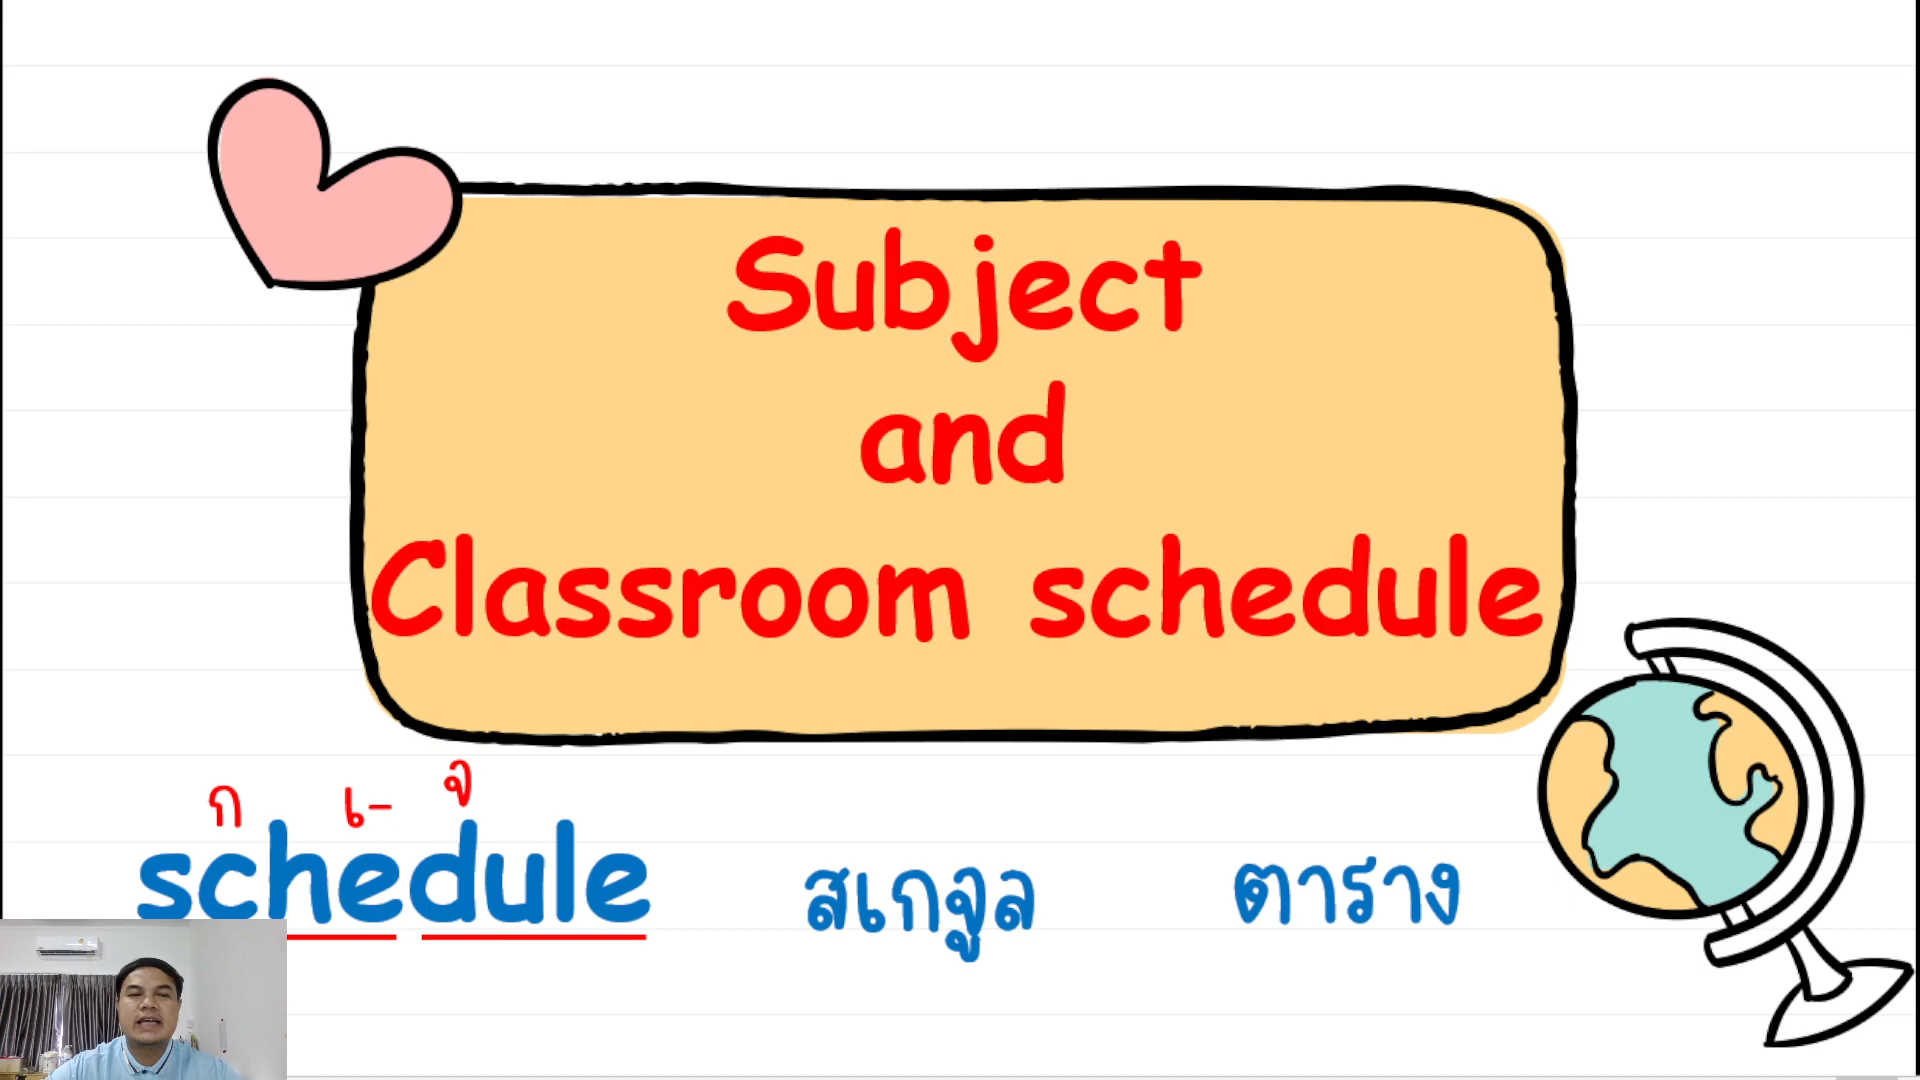 Subject
and
Classroom schedule
ก เ- จ
schedule สเกจูล ตาราง